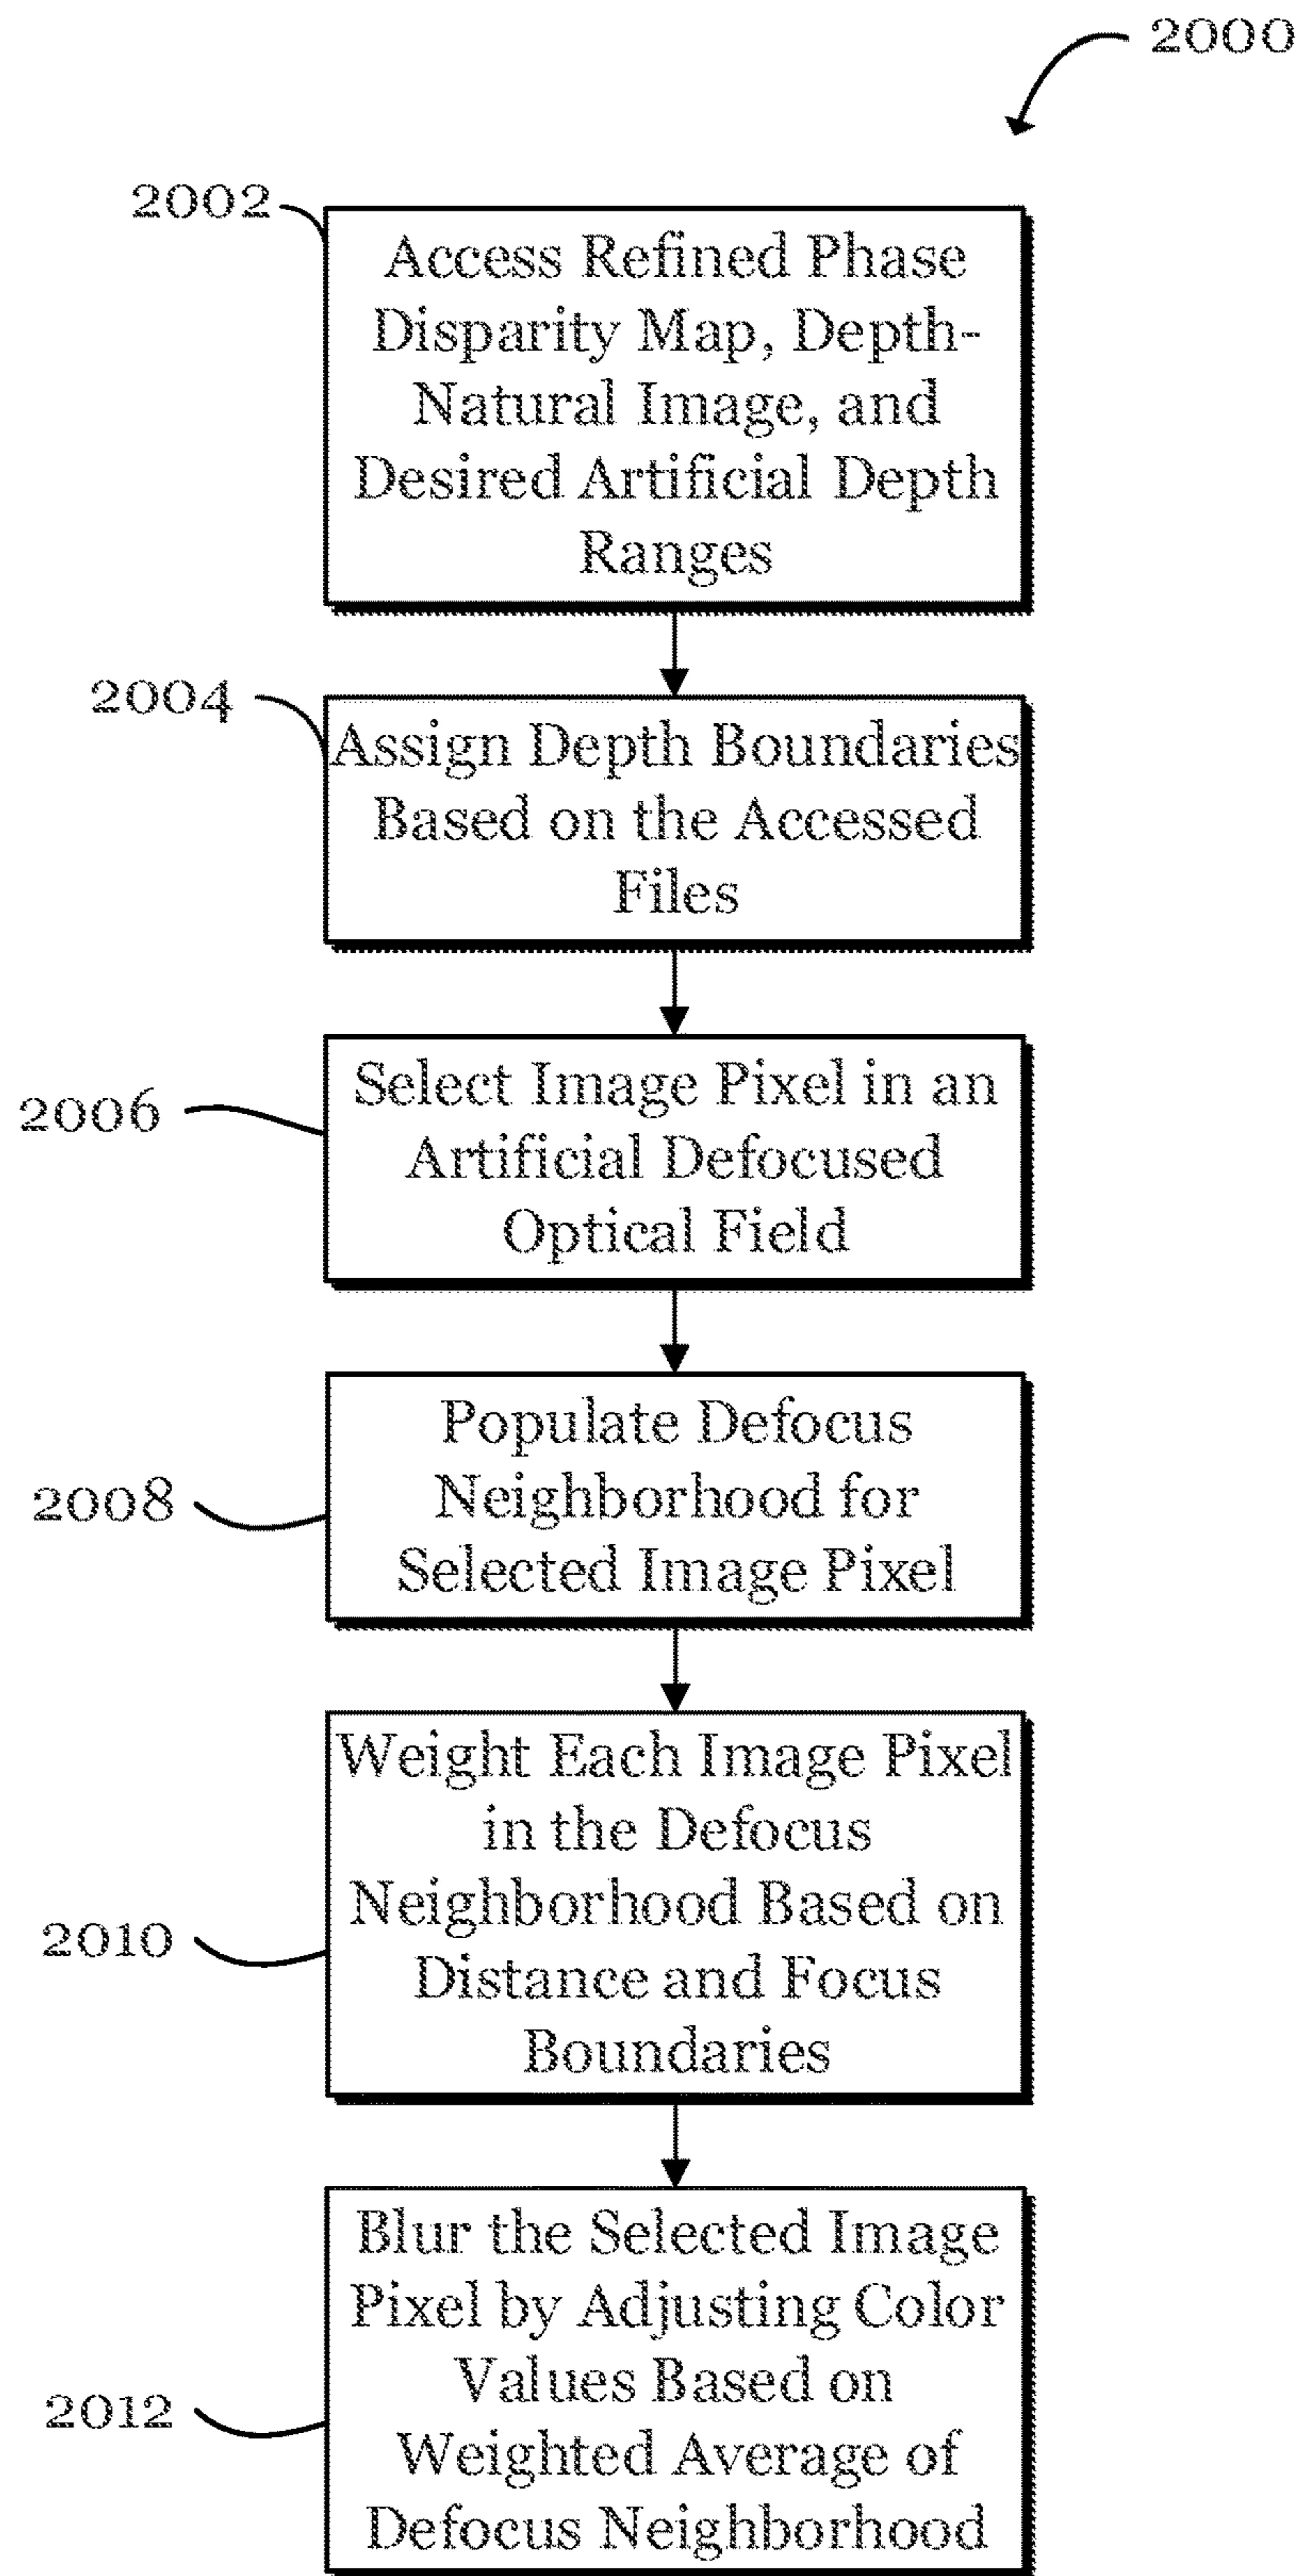 2000
2002
Access Refined Phase
Disparity Map, Depth-
Natural Image, and
Desired Artificial Depth
Ranges
2004
Assign Depth Boundaries
Based on the Accessed
Files
2006
Select Image Pixel in an
Artificial Defocused
Optical Field
2008
Populate Defocus
Neighborhood for
Selected Image Pixel
2010
Weight Each Image Pixel
in the Defocus
Neighborhood Based on
Distance and Focus
Boundaries
2012
Blur the Selected Image
Pixel by Adjusting Color
Values Based on
Weighted Average of
Defocus Neighborhood